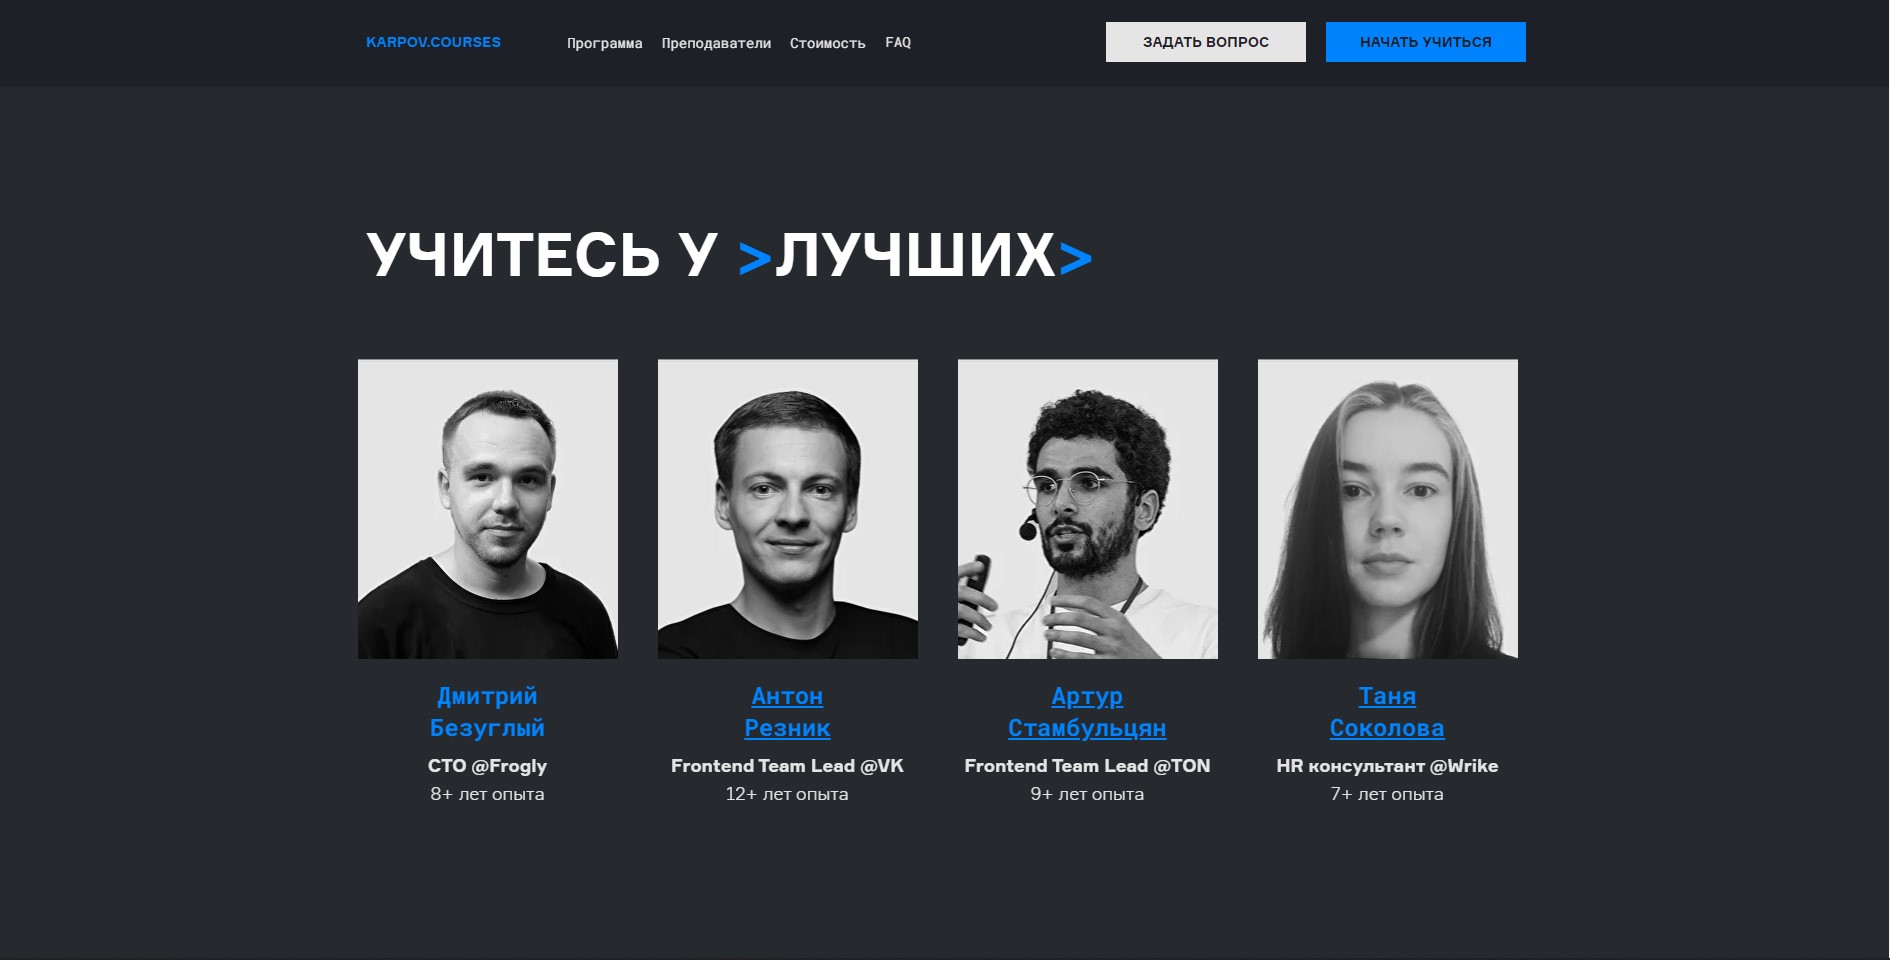 KARPOV.COURSES
Программа Преподаватели Стоимость FAQ
ЗАДАТЬ ВОПРОС
НАЧАТЬ УЧИТЬСЯ
УЧИТЕСЬ У >ЛУЧШИХ>
Дмитрий
Безуглый
CTO @Frogly
8+ лет опыта
Антон
Резник
Frontend Team Lead @VK
12+ лет опыта
Артур
Стамбульцян
Frontend Team Lead @TON
9+ лет опыта
Таня
Соколова
HR консультант @Wrike
7+ лет опыта